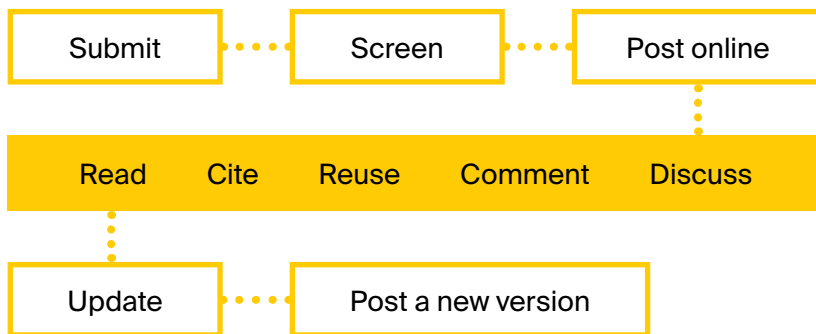 Submit Screen Post online
Read Cite Reuse Comment Discuss
Update Post a new version